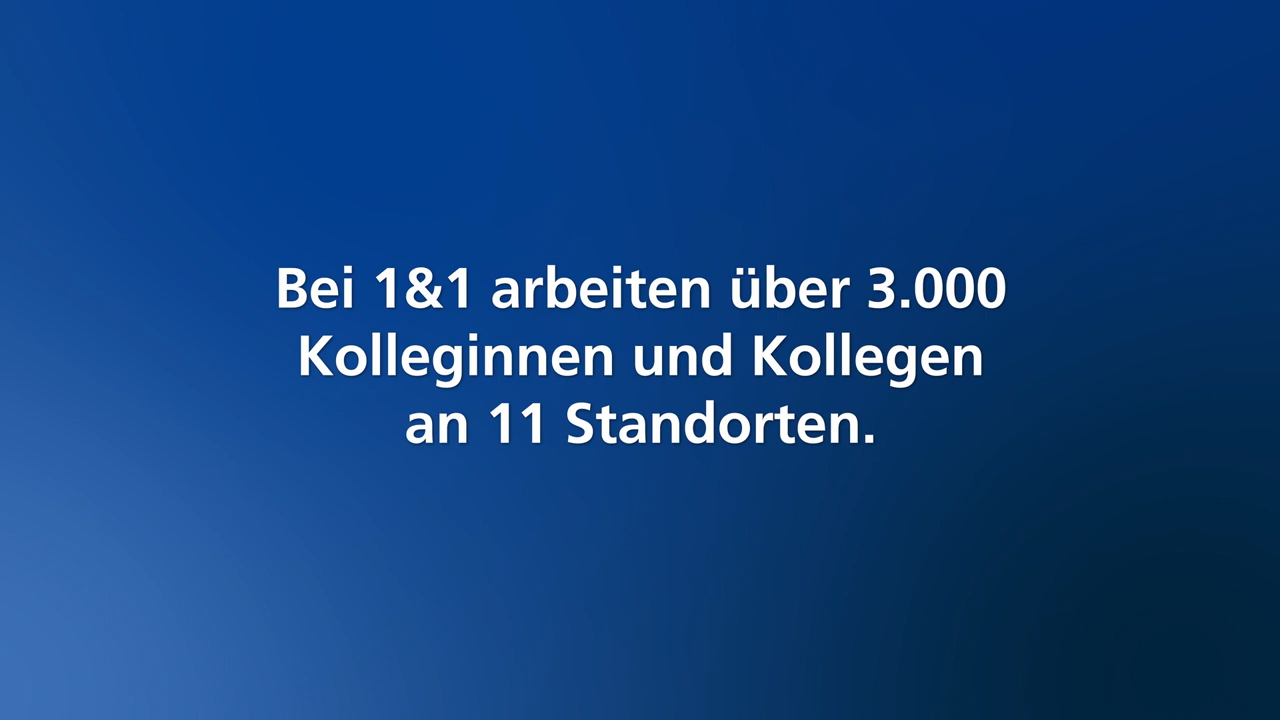 Bei 1&1 arbeiten über 3.000
Kolleginnen und Kollegen
an 11 Standorten.